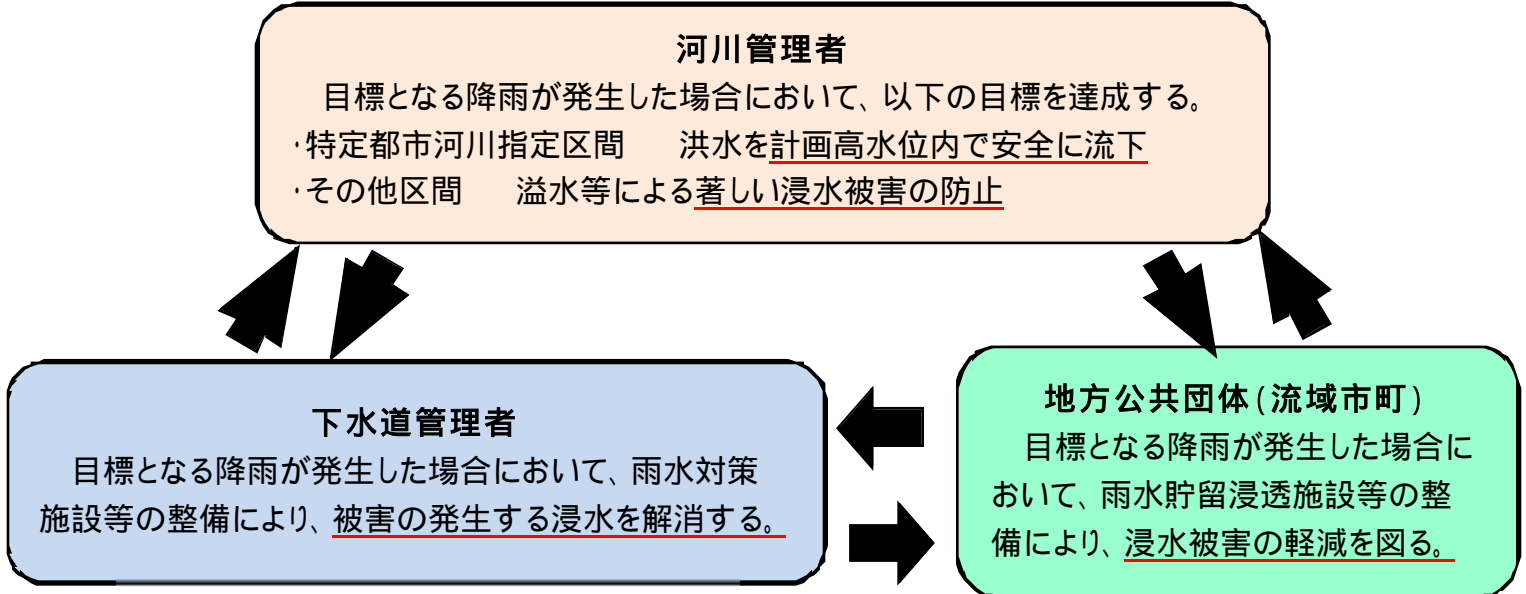 河川管理者
目標となる降雨が発生した場合において、以下の目標を達成する。
・特定都市河川指定区間　洪水を計画高水位内で安全に流下
・その他区間　溢水等による著しい浸水被害の防止
下水道管理者
目標となる降雨が発生した場合において、雨水対策
施設等の整備により、被害の発生する浸水を解消する。
地方公共団体(流域市町)
目標となる降雨が発生した場合に
おいて、雨水貯留浸透施設等の整
備により、浸水被害の軽減を図る。